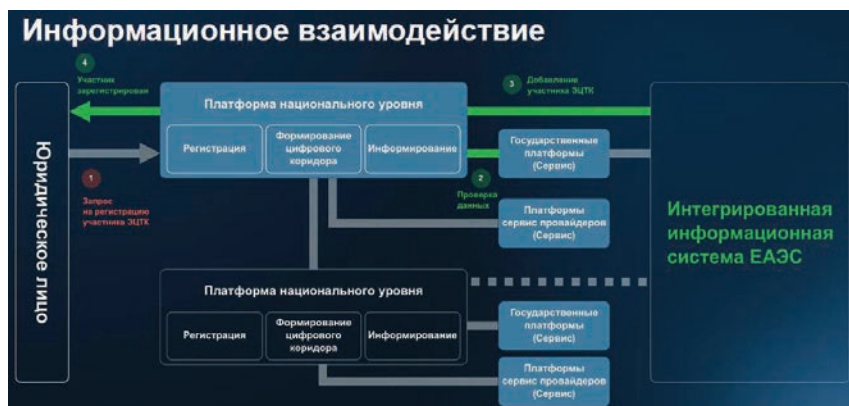 Информационное взаимодействие
4
Участник
зарегистрирован
3
Добавление
участника ЭЦТК
Юридическое лицо
Платформа национального уровня
Регистрация
Формирование
цифрового
коридора
Информирование
Государственные
платформы
(Сервис)
1
Запрос
на регистрацию
участника ЭЦТК
2
Проверка
данных
Платформы
сервис провайдеров
(Сервис)
Интегрированная
информационная
система ЕАЭС
Платформа национального уровня
Регистрация
Формирование
цифрового
коридора
Информирование
Государственные
платформы
(Сервис)
Платформы
сервис провайдеров
(Сервис)